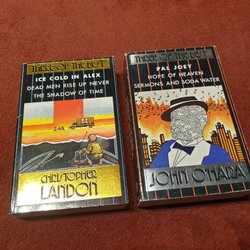 THREE OF THE BEST
ICE COLD IN ALEX
DEAD MEN RISE UP NEVER
THE SHADOW OF TIME
CHRISTOPHER
LANDON
THREE OF THE BEST
PAL JOEY
HOPE OF HEAVEN
SERMONS AND SODA WATER
JOHN O'HARA